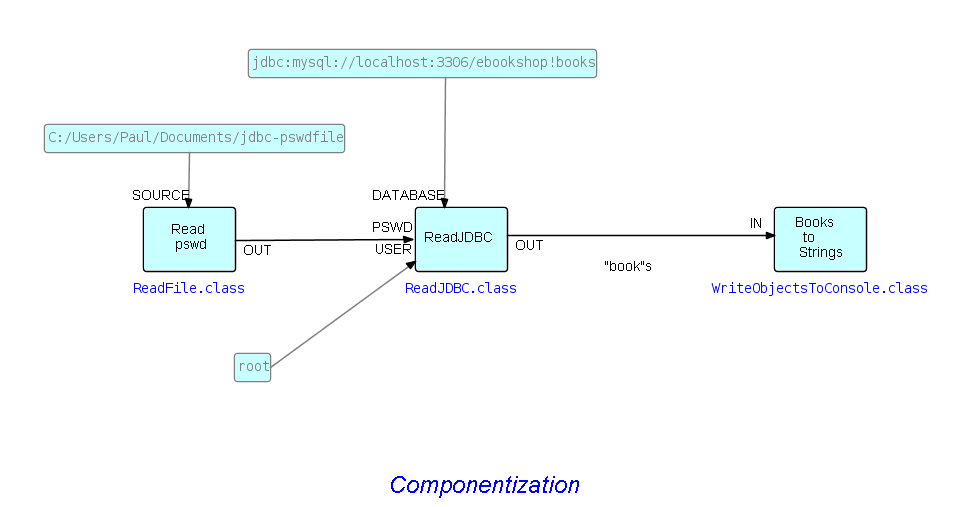 jdbc:mysql://localhost:3306/ebookshop!books
C:/Users/Paul/Documents/jdbc-pswdfile
SOURCE
DATABASE
Read
pswd
OUT
PSWD
USER
ReadJDBC
OUT
"book"s
IN
Books
to
Strings
ReadFile.class
ReadJDBC.class
WriteObjectsToConsole.class
root
Componentization